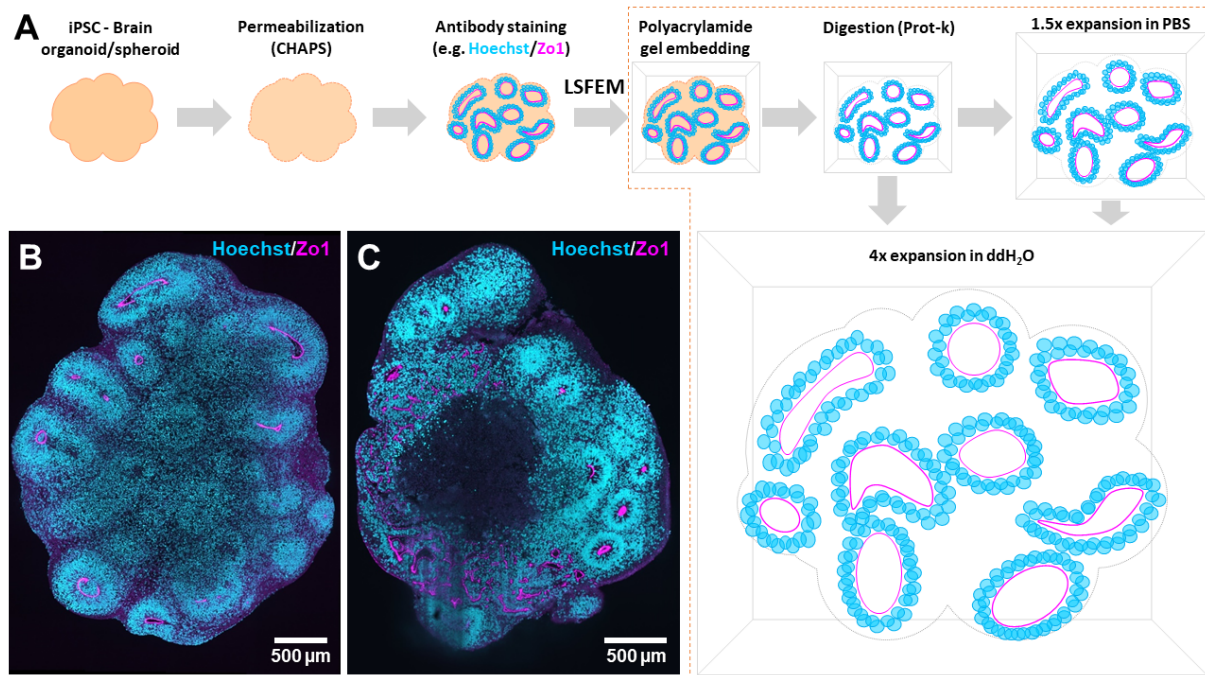 A
iPSC - Brain
organoid/spheroid
Permeabilization
(CHAPS)
Antibody staining
(e.g. Hoechst/Zo1)
LSFEM
Polyacrylamide
gel embedding
Digestion (Prot-k)
1.5x expansion in PBS
B
Hoechst/Zo1
500 µm
C
Hoechst/Zo1
500 µm
4x expansion in ddH₂O